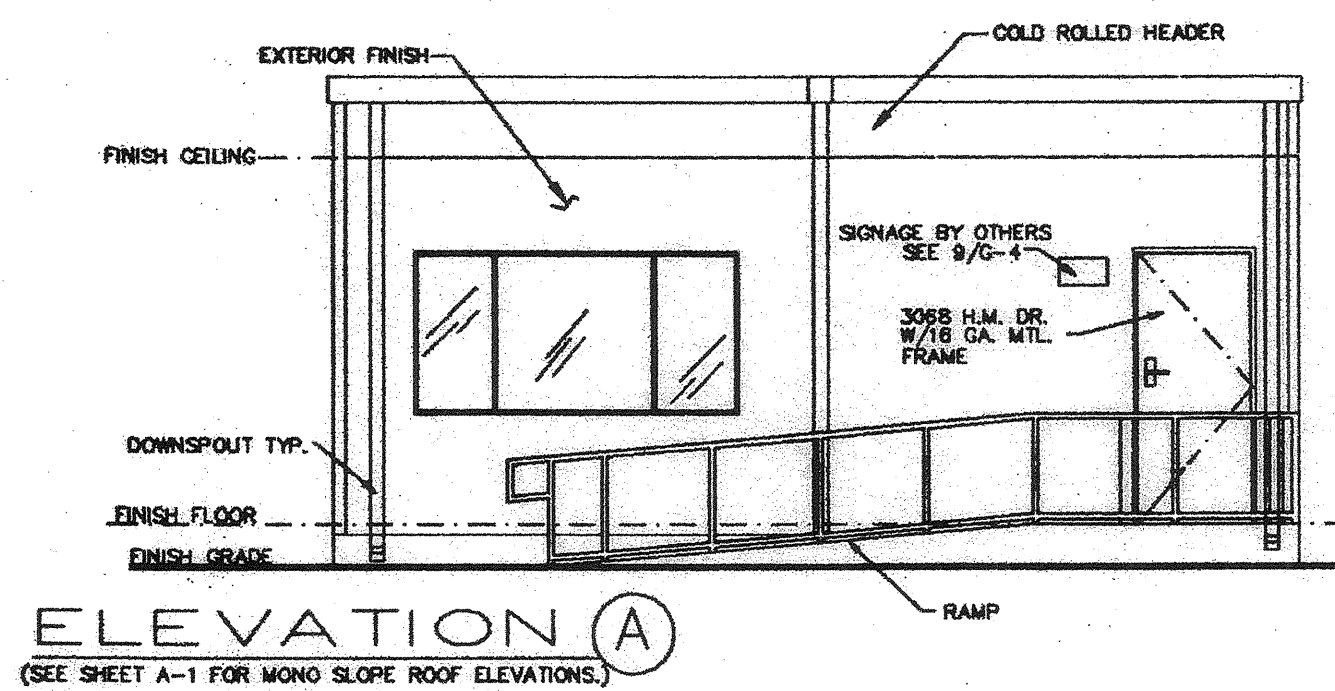 COLD ROLLED HEADER
EXTERIOR FINISH
FINISH CEILING
SIGNAGE BY OTHERS
SEE 9/G-4
3068 H.M. DR.
W/16 GA. MTL.
FRAME
DOWNSPOUT TYP.
FINISH FLOOR
FINISH GRADE
RAMP
ELEVATION A
(SEE SHEET A-1 FOR MONO SLOPE ROOF ELEVATIONS.)